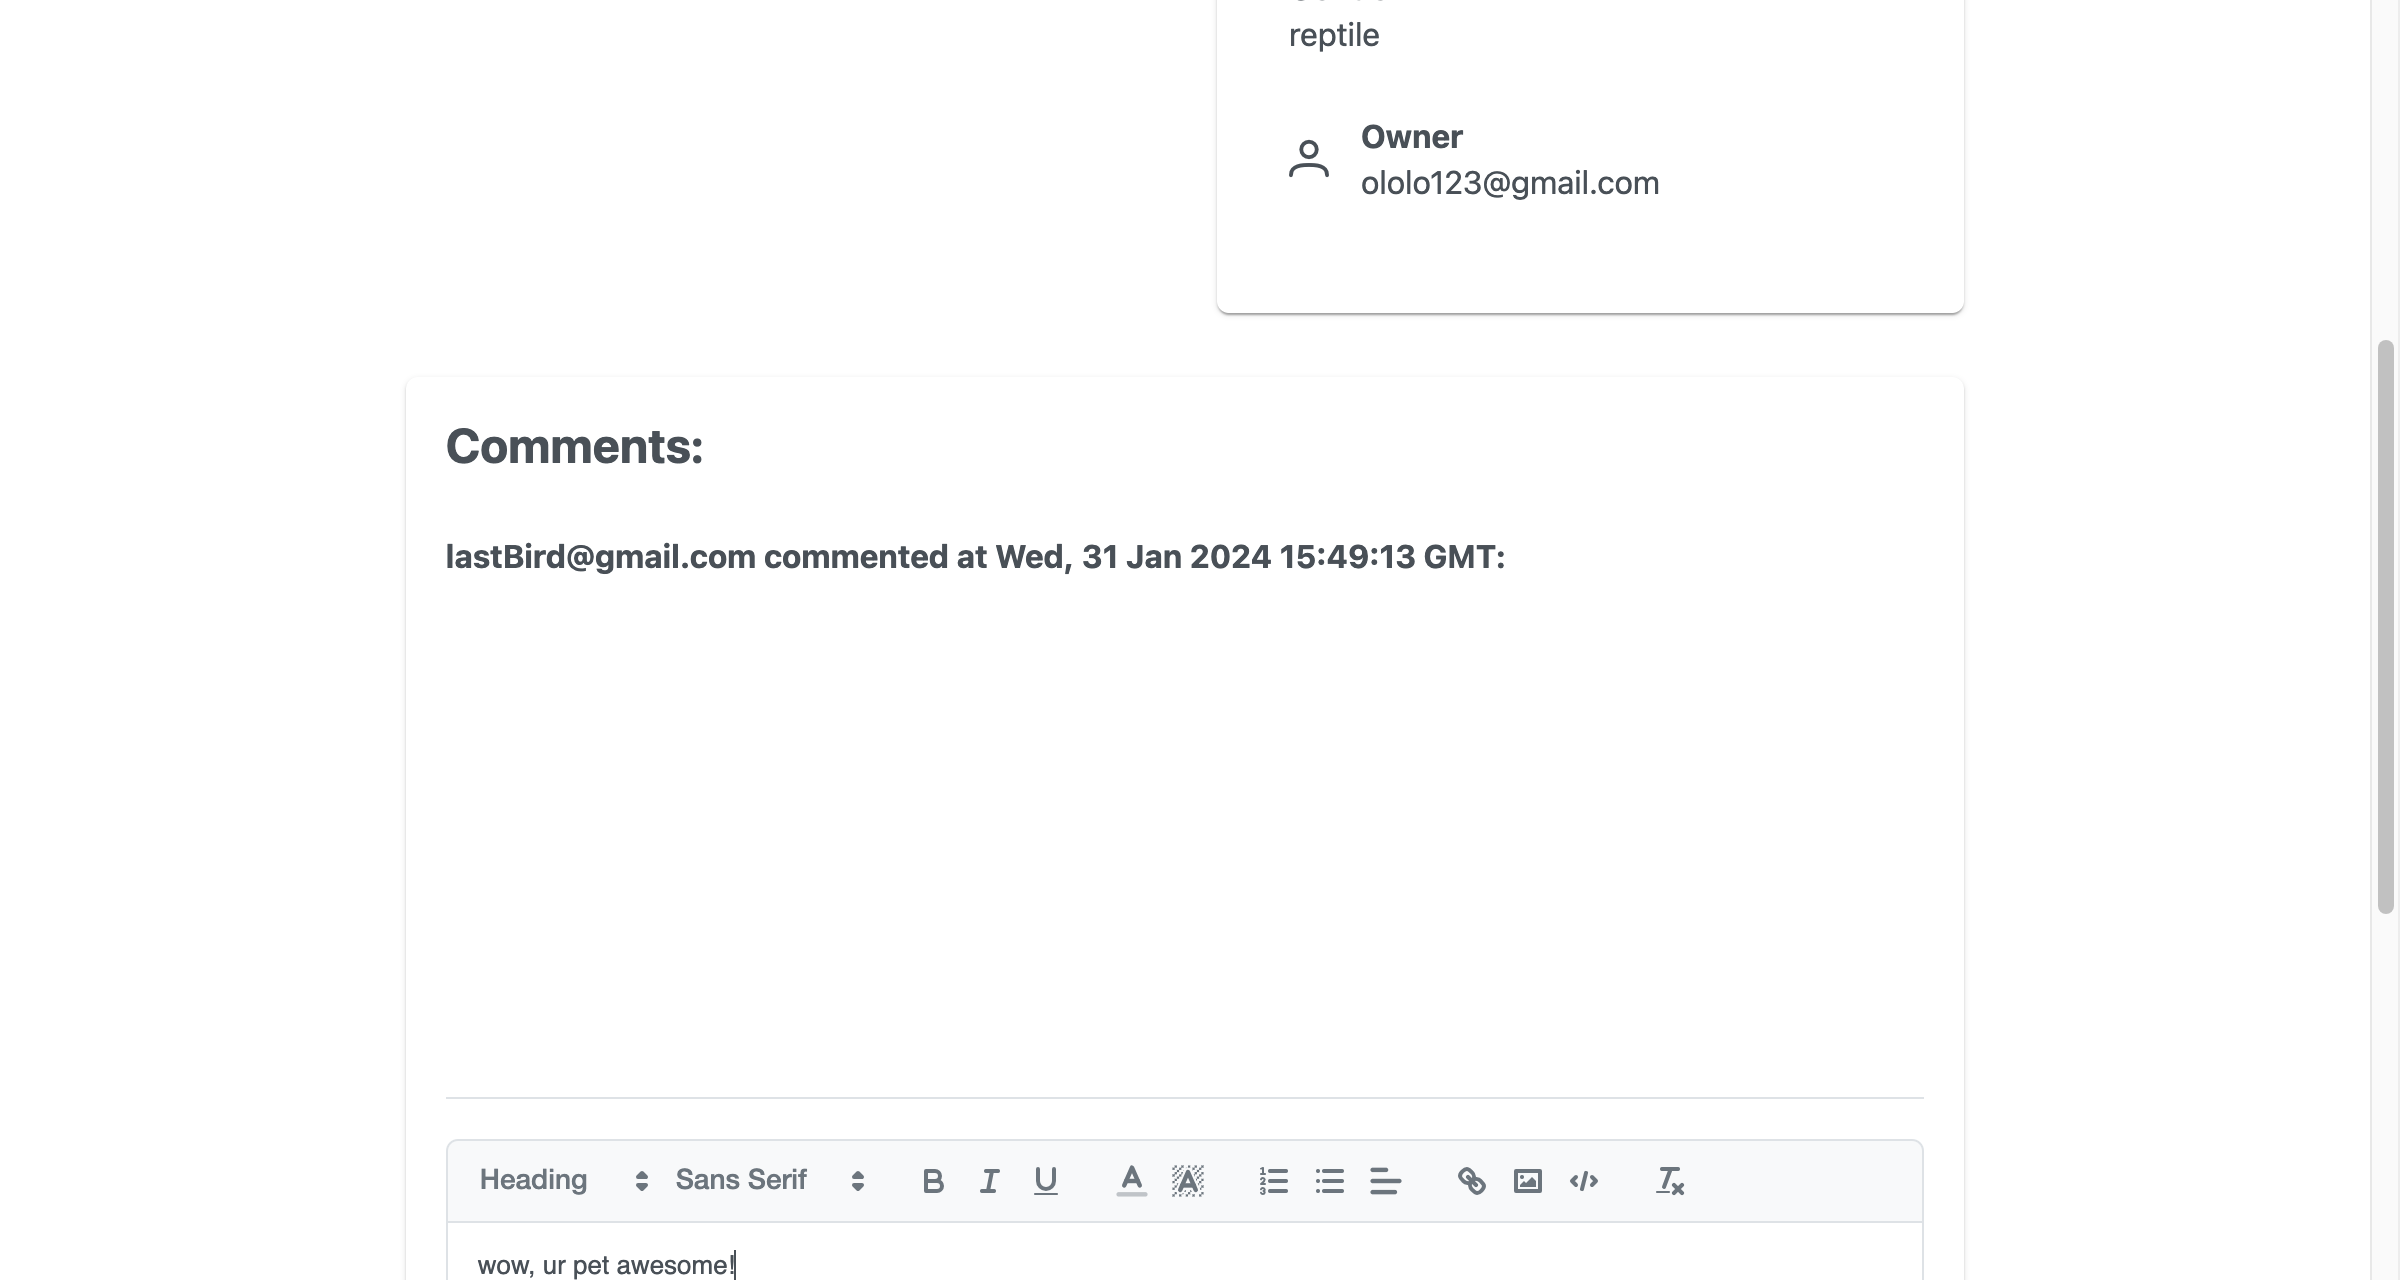 reptile
Owner
ololo123@gmail.com
Comments:
lastBird@gmail.com commented at Wed, 31 Jan 2024 15:49:13 GMT:
Heading Sans Serif
wow, ur pet awesome!